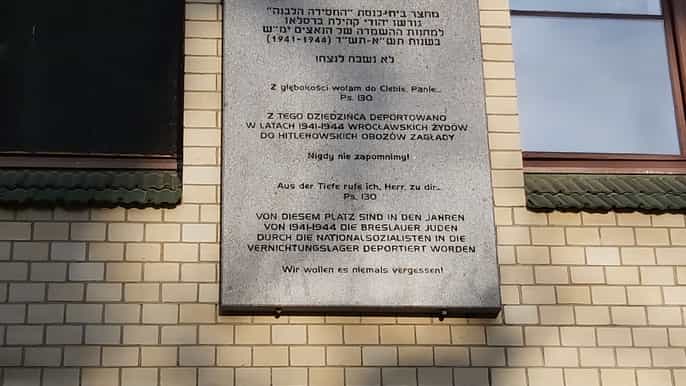 מחצר בית-כנסת "החסידה הלבנה"
גורשו יהודי קהילת ברסלאו
למחנות ההשמדה של הנאצים ימ"ש
בשנות תש"א-תש"ד (1941-1944)
לא נשכח לנצח!
Z głębokości wołam do Ciebie, Panie...
Ps. 130
Z TEGO DZIEDZIŃCA DEPORTOWANO
W LATACH 1941-1944 WROCŁAWSKICH ŻYDÓW
DO HITLEROWSKICH OBOZÓW ZAGŁADY
Nigdy nie zapomnimy!
Aus der Tiefe rufe ich, Herr, zu dir...
Ps. 130
VON DIESEM PLATZ SIND IN DEN JAHREN
VON 1941-1944 DIE BRESLAUER JUDEN
DURCH DIE NATIONALSOZIALISTEN IN DIE
VERNICHTUNGSLAGER DEPORTIERT WORDEN
Wir wollen es niemals vergessen!